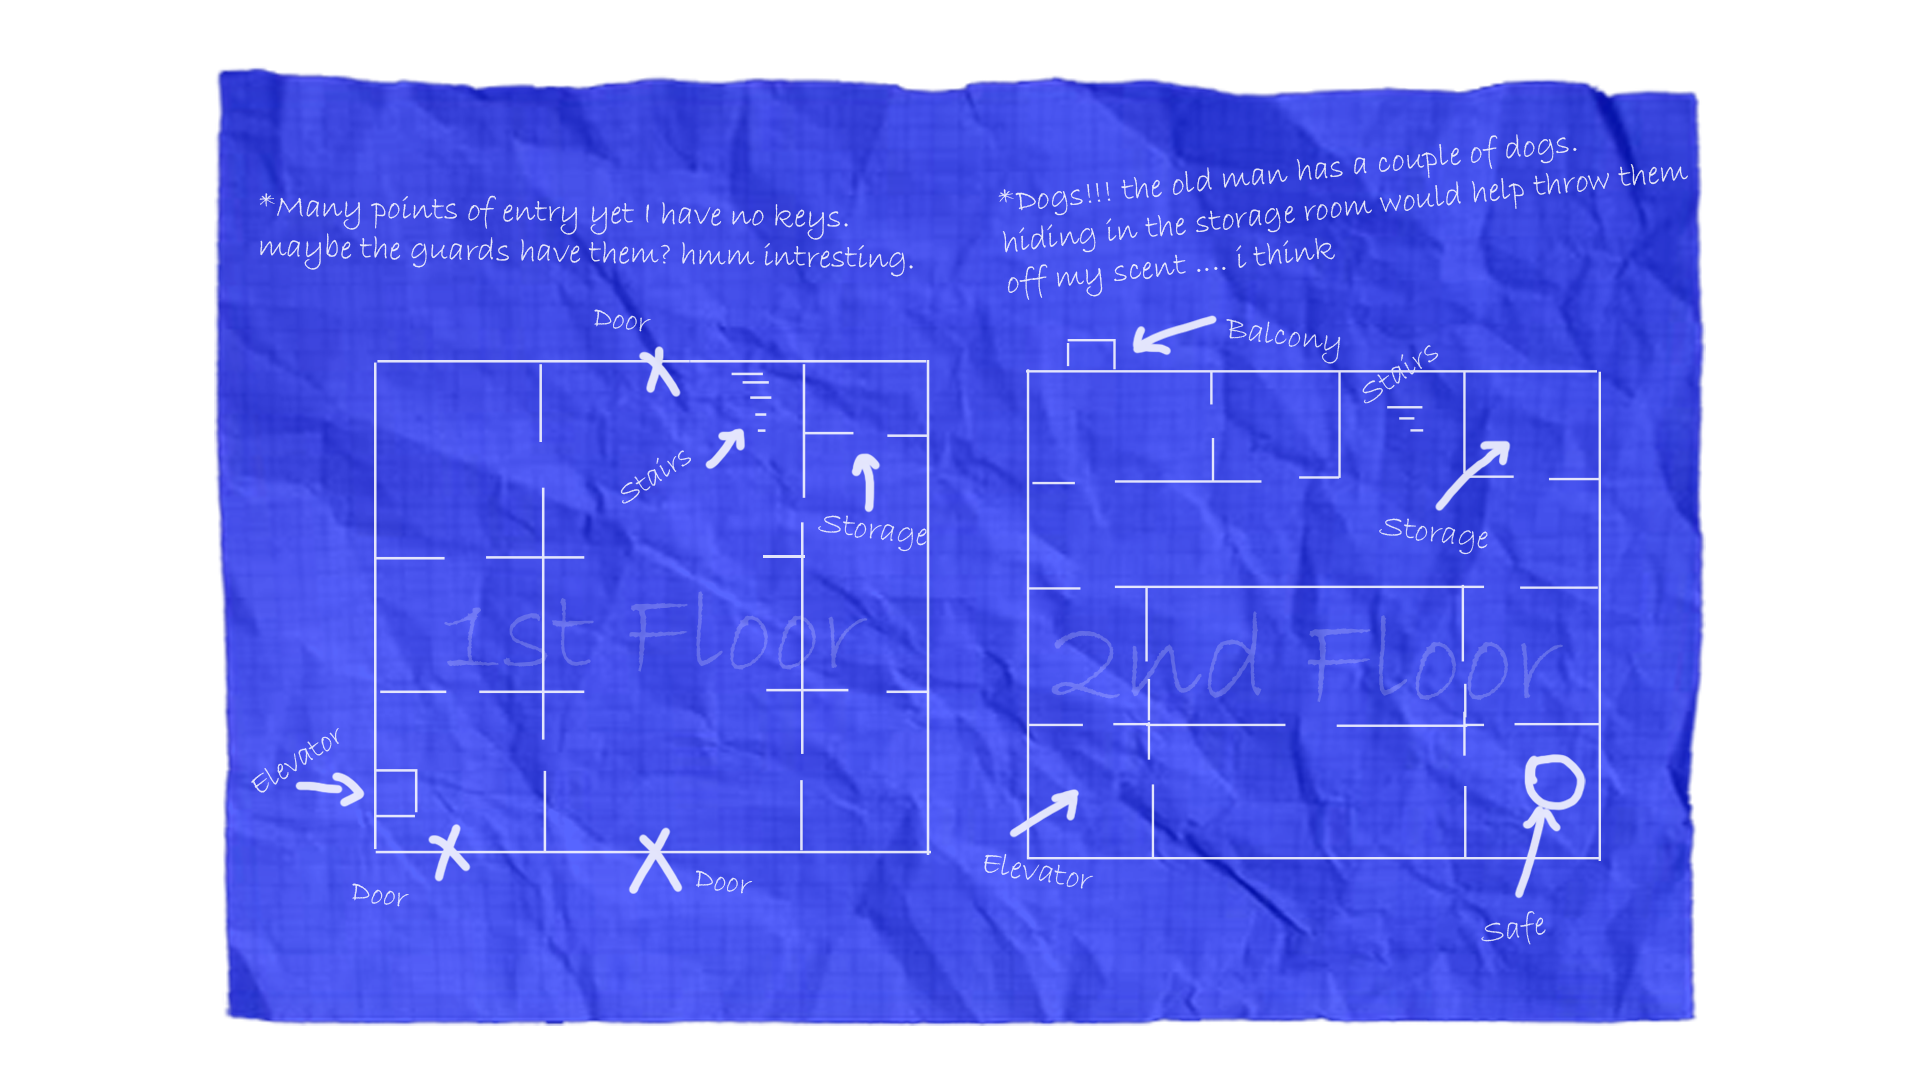 *Many points of entry yet I have no keys.
maybe the guards have them? hmm intresting.
*Dogs!!! the old man has a couple of dogs.
hiding in the storage room would help throw them
off my scent .... i think
Door
Stairs
Storage
1st Floor
Elevator
Door
Door
Balcony
Stairs
Storage
2nd Floor
Elevator
Safe